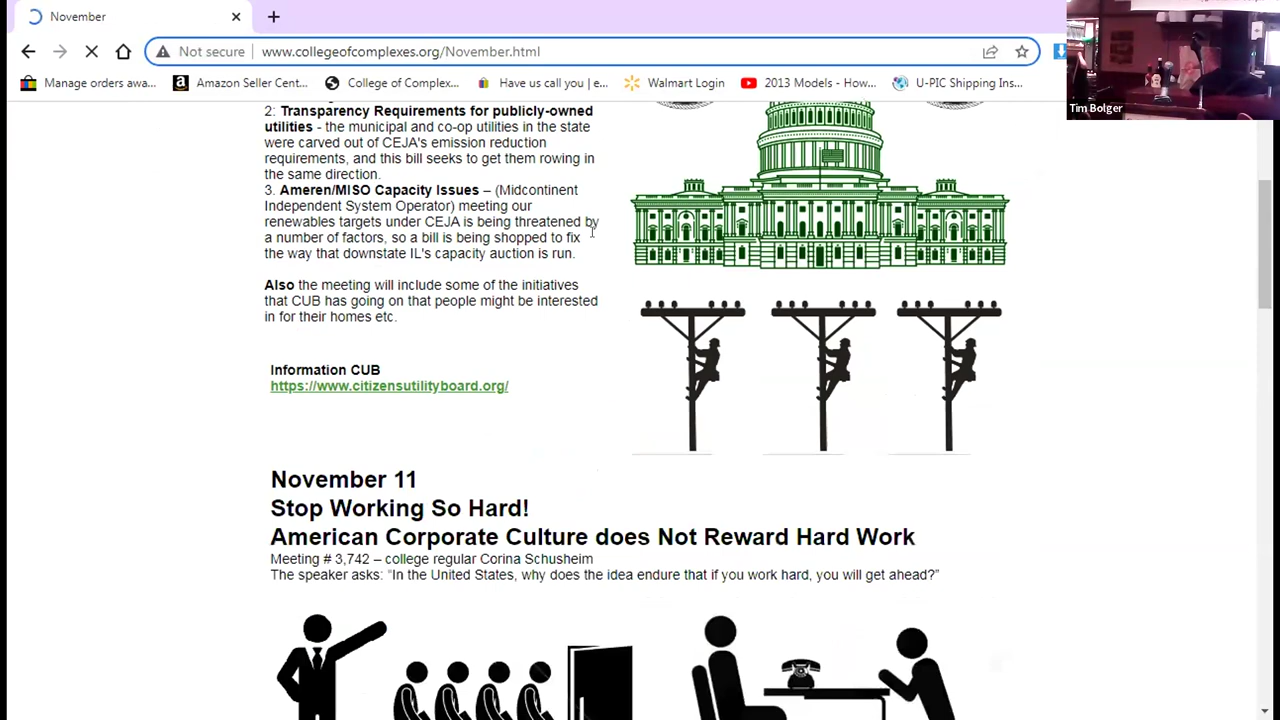 November
Not secure www.collegeofcomplexes.org/November.html
Manage orders awa... Amazon Seller Cent... College of Complex... Have us call you | e... Walmart Login 2013 Models - How... U-PIC Shipping Ins...
Tim Bolger
2: Transparency Requirements for publicly-owned
utilities - the municipal and co-op utilities in the state
were carved out of CEJA's emission reduction
requirements, and this bill seeks to get them rowing in
the same direction.
3. Ameren/MISO Capacity Issues – (Midcontinent
Independent System Operator) meeting our
renewables targets under CEJA is being threatened by
a number of factors, so a bill is being shopped to fix
the way that downstate IL's capacity auction is run.
Also the meeting will include some of the initiatives
that CUB has going on that people might be interested
in for their homes etc.
Information CUB
https://www.citizensutilityboard.org/
November 11
Stop Working So Hard!
American Corporate Culture does Not Reward Hard Work
Meeting # 3,742 – college regular Corina Schusheim
The speaker asks: “In the United States, why does the idea endure that if you work hard, you will get ahead?”